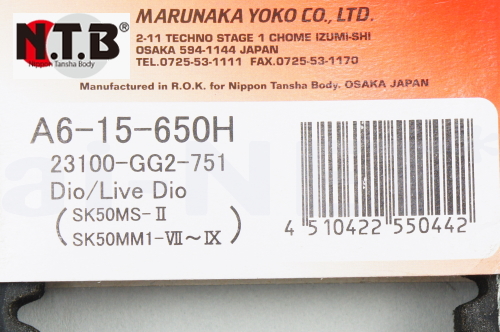 N.T.B
Nippon Tansha Body
MARUNAKA YOKO CO., LTD.
2-11 TECHNO STAGE 1 CHOME IZUMI-SHI
OSAKA 594-1144 JAPAN
TEL.0725-53-1111 FAX.0725-53-1170
Manufactured in R.O.K. for Nippon Tansha Body. OSAKA JAPAN
A6-15-650H
23100-GG2-751
Dio/Live Dio
(SK50MS-Ⅱ
SK50MM1-Ⅶ～Ⅸ)
4 510422 550442